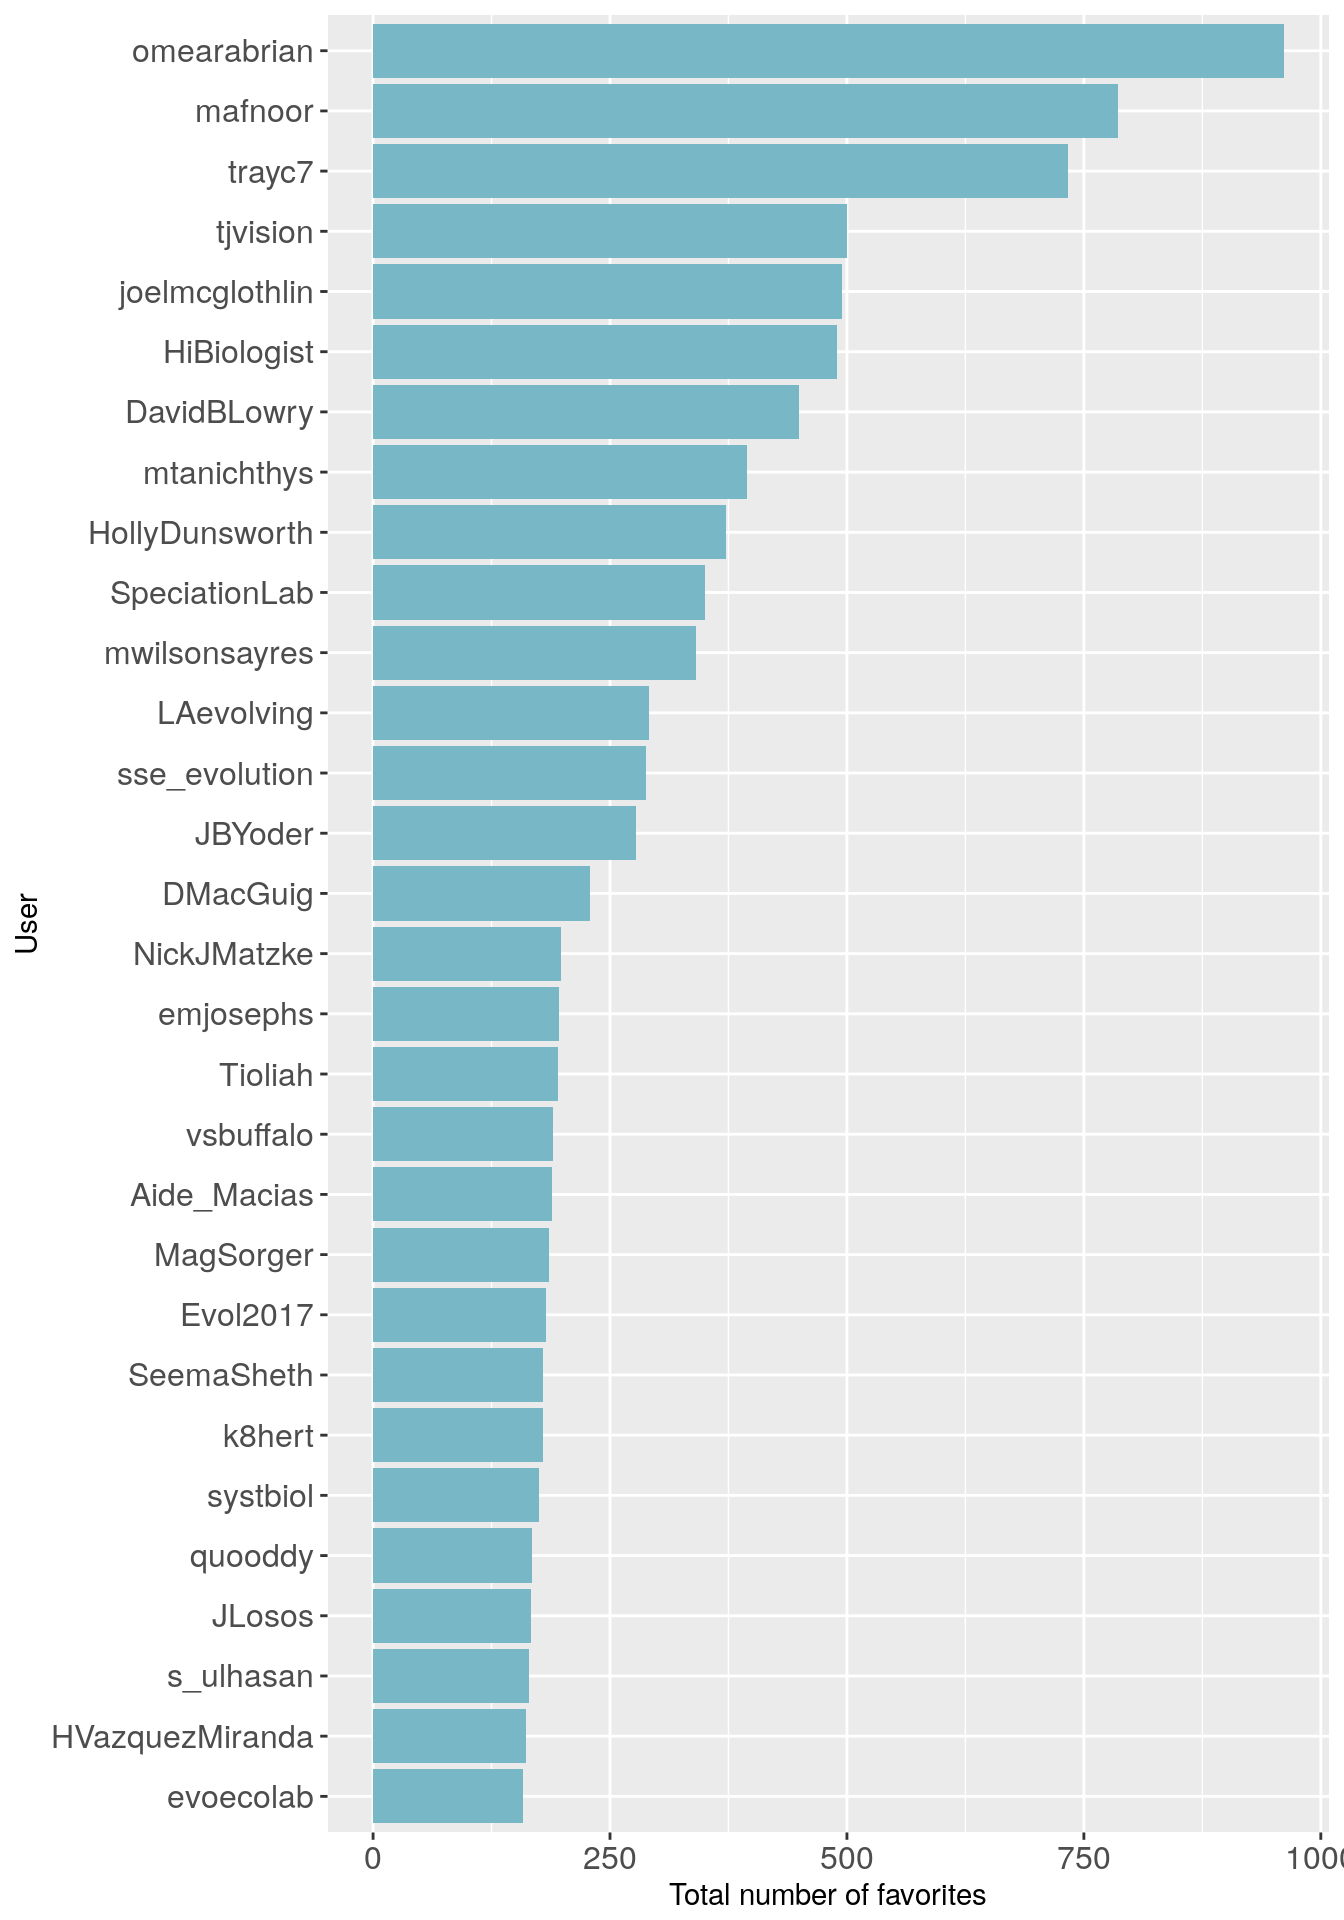 omearabrian
mafnoor
trayc7
tjvision
joelmcglothlin
HiBiologist
DavidBLowry
mtanichthys
HollyDunsworth
SpeciationLab
mwilsonsayres
LAevolving
sse_evolution
JBYoder
DMacGuig
NickJMatzke
emjosephs
Tioliah
vsbuffalo
Aide_Macias
MagSorger
Evol2017
SeemaSheth
k8hert
systbiol
quooddy
JLosos
s_ulhasan
HVazquezMiranda
evoecolab
User
0 250 500 750 1000
Total number of favorites